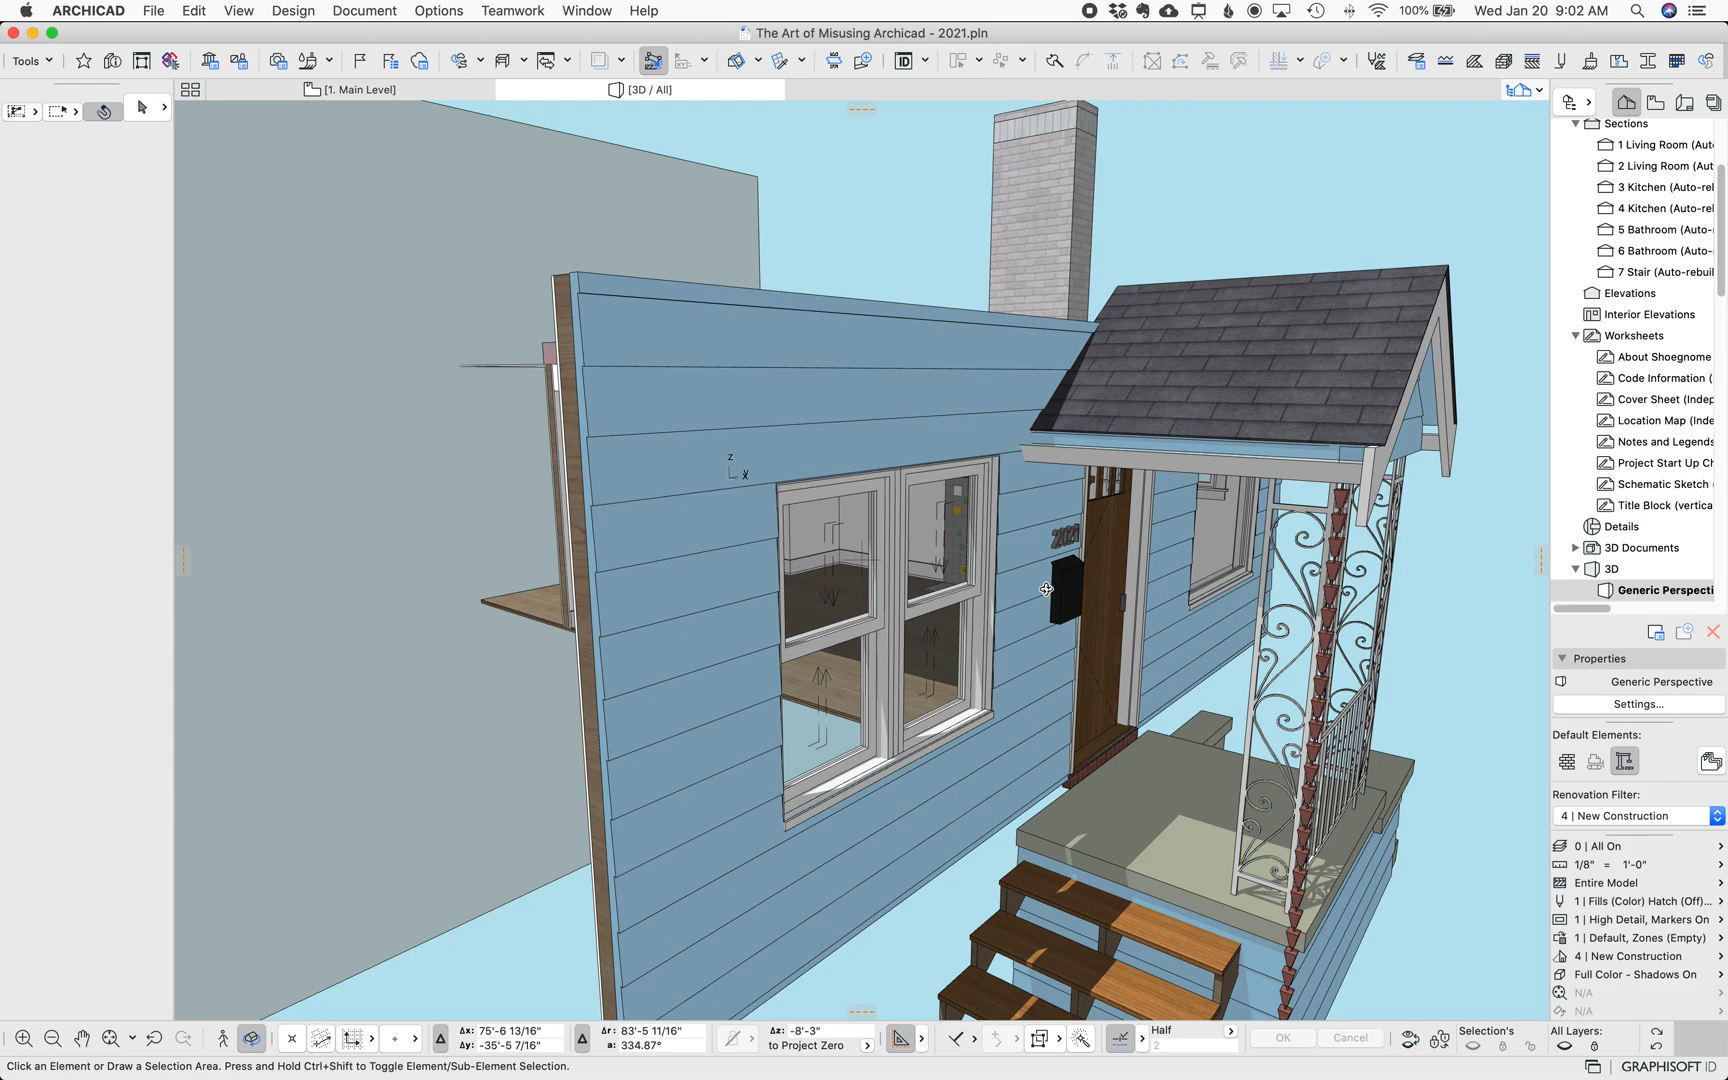 ARCHICAD File Edit View Design Document Options Teamwork Window Help 100% Wed Jan 20 9:02 AM
The Art of Misusing Archicad - 2021.pln
Tools
[1. Main Level] [3D / All]
Sections
1 Living Room (Aut
2 Living Room (Aut
3 Kitchen (Auto-rel
4 Kitchen (Auto-rel
5 Bathroom (Auto-
6 Bathroom (Auto-
7 Stair (Auto-rebuil
Elevations
Interior Elevations
Worksheets
About Shoegnome
Code Information (
Cover Sheet (Indep
Location Map (Inde
Notes and Legends
Project Start Up Ch
Schematic Sketch
Title Block (vertica
Details
3D Documents
3D
Generic Perspecti
Properties
Generic Perspective
Settings...
Default Elements:
Renovation Filter:
4 | New Construction
0 | All On
1/8" = 1'-0"
Entire Model
1 | Fills (Color) Hatch (Off)...
1 | High Detail, Markers On
1 | Default, Zones (Empty)
4 | New Construction
Full Color - Shadows On
N/A
N/A
z
y
2021
Δx: 75'-6 13/16"
Δy: -35'-5 7/16"
Δr: 83'-5 11/16"
a: 334.87°
Δz: -8'-3"
to Project Zero
Half
2
OK Cancel
Selection's
All Layers:
Click an Element or Draw a Selection Area. Press and Hold Ctrl+Shift to Toggle Element/Sub-Element Selection.
GRAPHISOFT ID